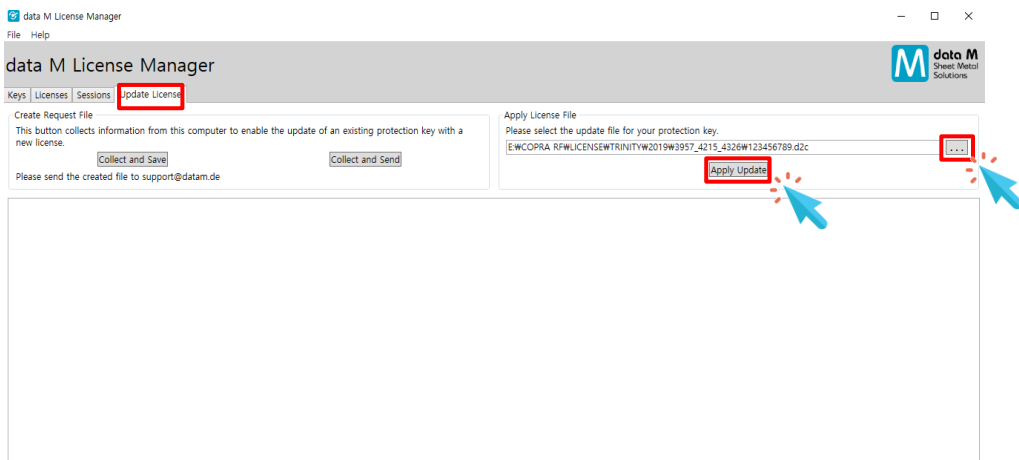 data M License Manager
File Help
data M License Manager
M data M
Sheet Metal
Solutions
Keys Licenses Sessions Update License
Create Request File
This button collects information from this computer to enable the update of an existing protection key with a
new license.
Collect and Save Collect and Send
Please send the created file to support@datam.de
Apply License File
Please select the update file for your protection key.
E:₩COPRA RF₩LICENSE₩TRINITY₩2019₩3957_4215_4326₩123456789.d2c ...
Apply Update